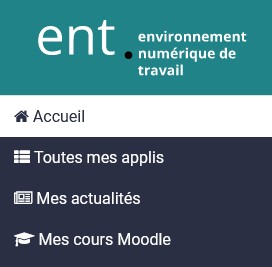 ent.
environnement
numérique de
travail
Accueil
Toutes mes applis
Mes actualités
Mes cours Moodle